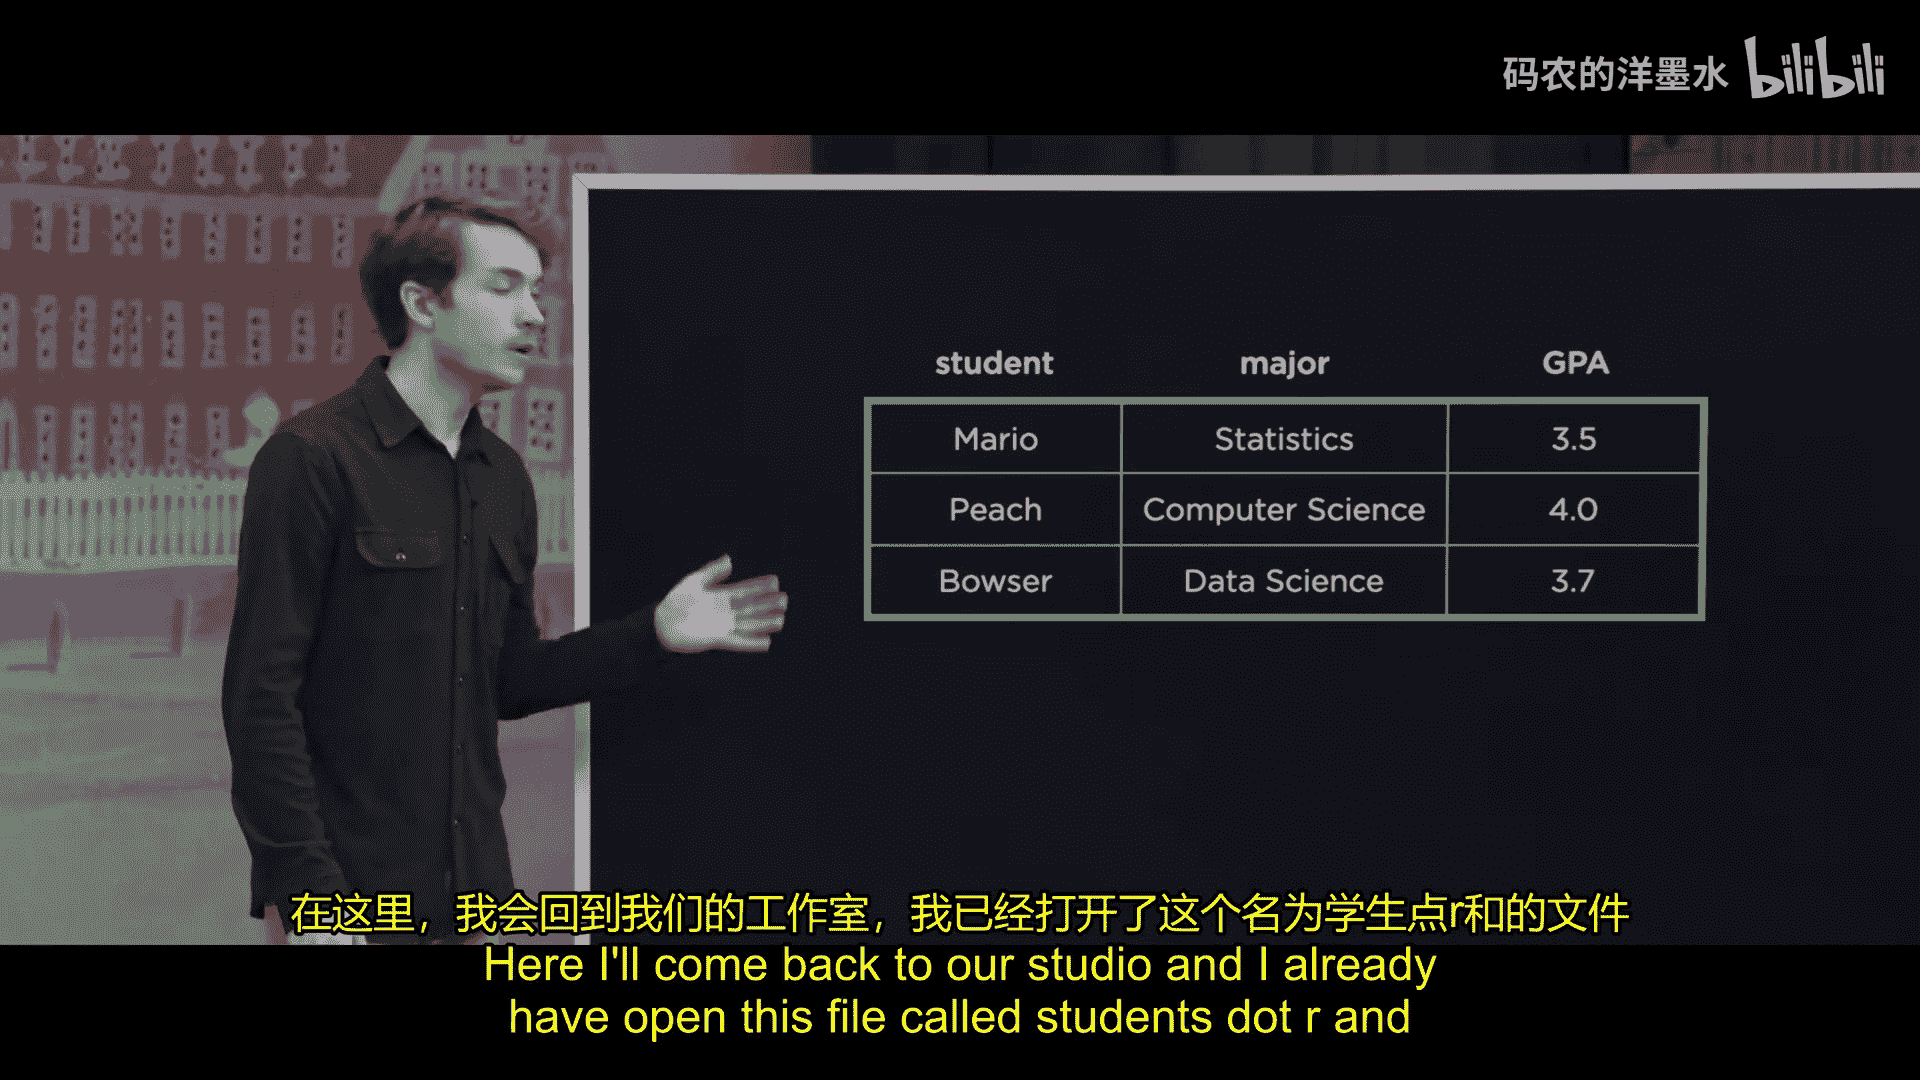 码农的洋墨水 bilibili
student major GPA
Mario Statistics 3.5
Peach Computer Science 4.0
Bowser Data Science 3.7
在这里，我会回到我们的工作室，我已经打开了这个名为学生点r和的文件
Here I'll come back to our studio and I already
have open this file called students dot r and